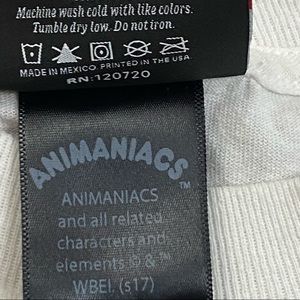 Machine wash cold with like colors.
Tumble dry low. Do not iron.
MADE IN MEXICO. PRINTED IN THE USA
RN: 120720
ANIMANIACS™
ANIMANIACS
and all related
characters and
elements © &™
WBEI. (s17)